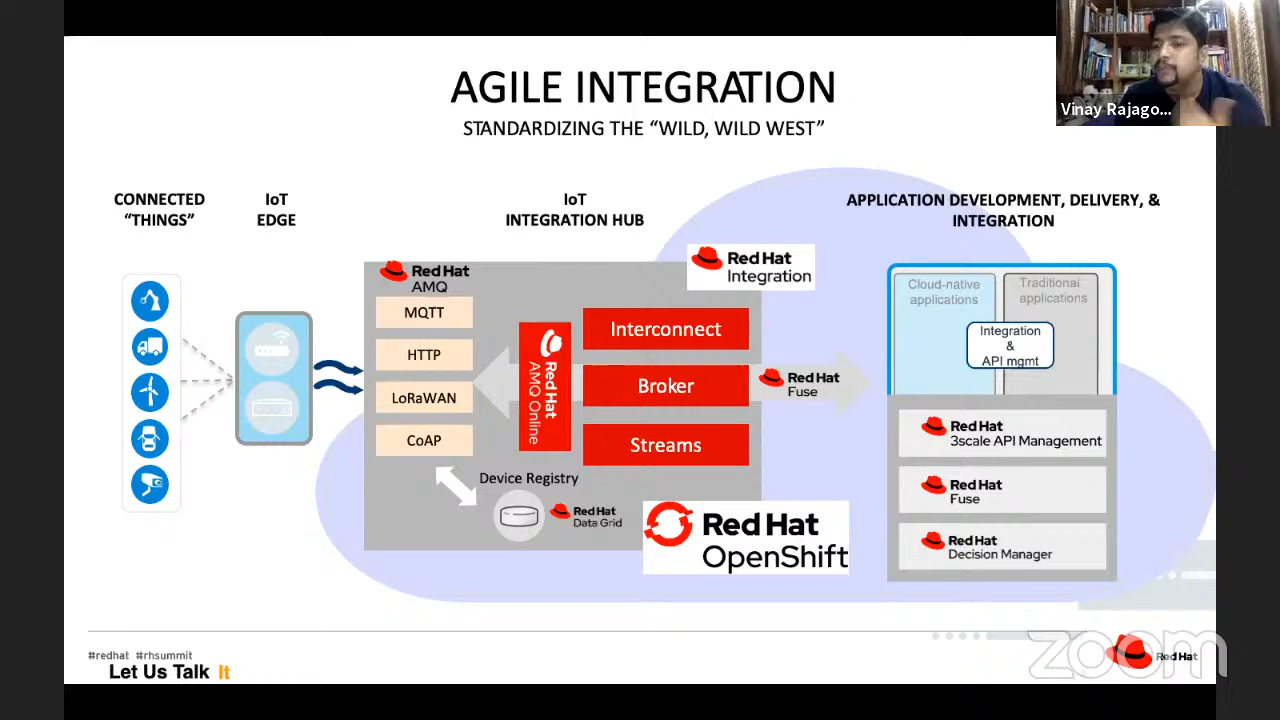 AGILE INTEGRATION
STANDARDIZING THE “WILD, WILD WEST”
Vinay Rajago...
CONNECTED
“THINGS”
IoT
EDGE
IoT
INTEGRATION HUB
APPLICATION DEVELOPMENT, DELIVERY, &
INTEGRATION
Red Hat
AMQ
MQTT
HTTP
LoRaWAN
CoAP
Red Hat
AMQ Online
Interconnect
Broker
Streams
Red Hat
Integration
Red Hat
Fuse
Device Registry
Red Hat
Data Grid
Red Hat
OpenShift
Cloud-native
applications
Traditional
applications
Integration
&
API mgmt
Red Hat
3scale API Management
Red Hat
Fuse
Red Hat
Decision Manager
#redhat #rhsummit
Let Us Talk It
zoom
Red Hat